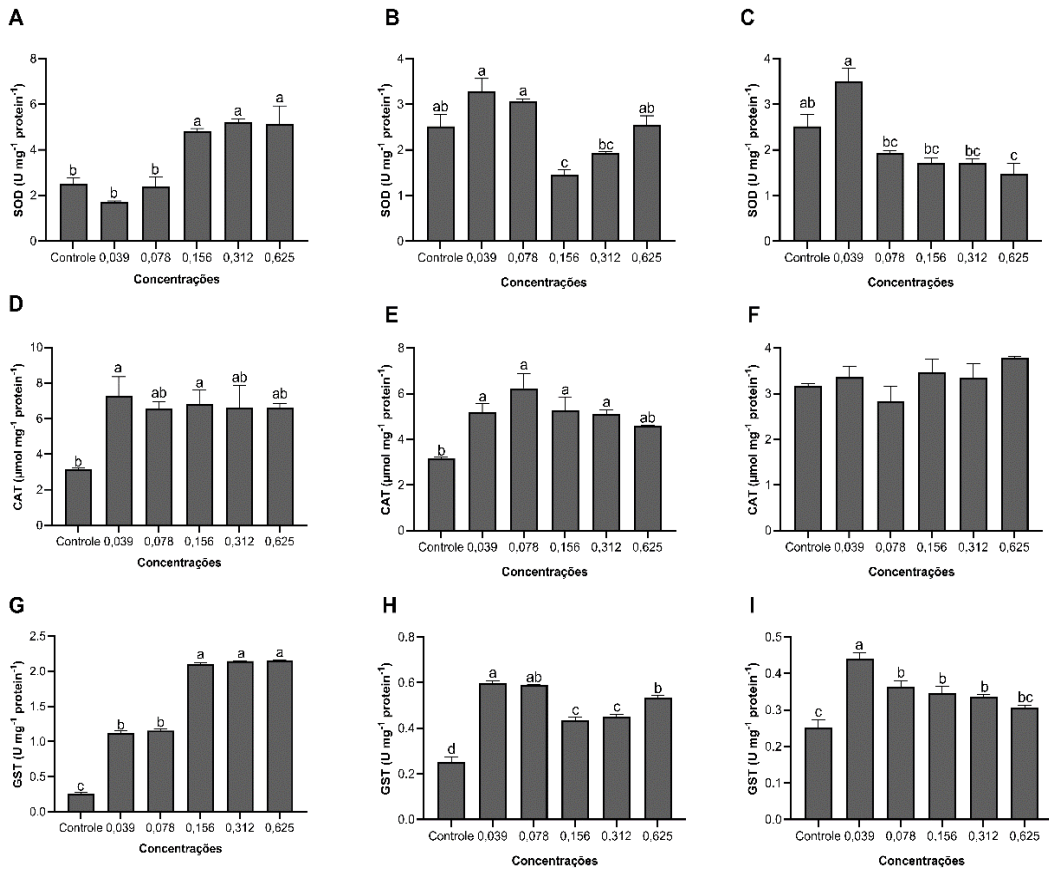 A
SOD (U mg⁻¹ protein⁻¹)
8
6
4
2
0
b
b
b
a
a
a
Controle 0,039 0,078 0,156 0,312 0,625
Concentrações
B
SOD (U mg⁻¹ protein⁻¹)
4
3
2
1
0
ab
a
a
c
bc
ab
Controle 0,039 0,078 0,156 0,312 0,625
Concentrações
C
SOD (U mg⁻¹ protein⁻¹)
4
3
2
1
0
ab
a
bc
bc
bc
c
Controle 0,039 0,078 0,156 0,312 0,625
Concentrações
D
CAT (µmol mg⁻¹ protein⁻¹)
10
8
6
4
2
0
b
a
ab
a
ab
ab
Controle 0,039 0,078 0,156 0,312 0,625
Concentrações
E
CAT (µmol mg⁻¹ protein⁻¹)
8
6
4
2
0
b
a
a
a
a
ab
Controle 0,039 0,078 0,156 0,312 0,625
Concentrações
F
CAT (µmol mg⁻¹ protein⁻¹)
4
3
2
1
0
Controle 0,039 0,078 0,156 0,312 0,625
Concentrações
G
GST (U mg⁻¹ protein⁻¹)
2.5
2.0
1.5
1.0
0.5
0.0
c
b
b
a
a
a
Controle 0,039 0,078 0,156 0,312 0,625
Concentrações
H
GST (U mg⁻¹ protein⁻¹)
0.8
0.6
0.4
0.2
0.0
d
a
ab
c
c
b
Controle 0,039 0,078 0,156 0,312 0,625
Concentrações
I
GST (U mg⁻¹ protein⁻¹)
0.5
0.4
0.3
0.2
0.1
0.0
c
a
b
b
b
bc
Controle 0,039 0,078 0,156 0,312 0,625
Concentrações